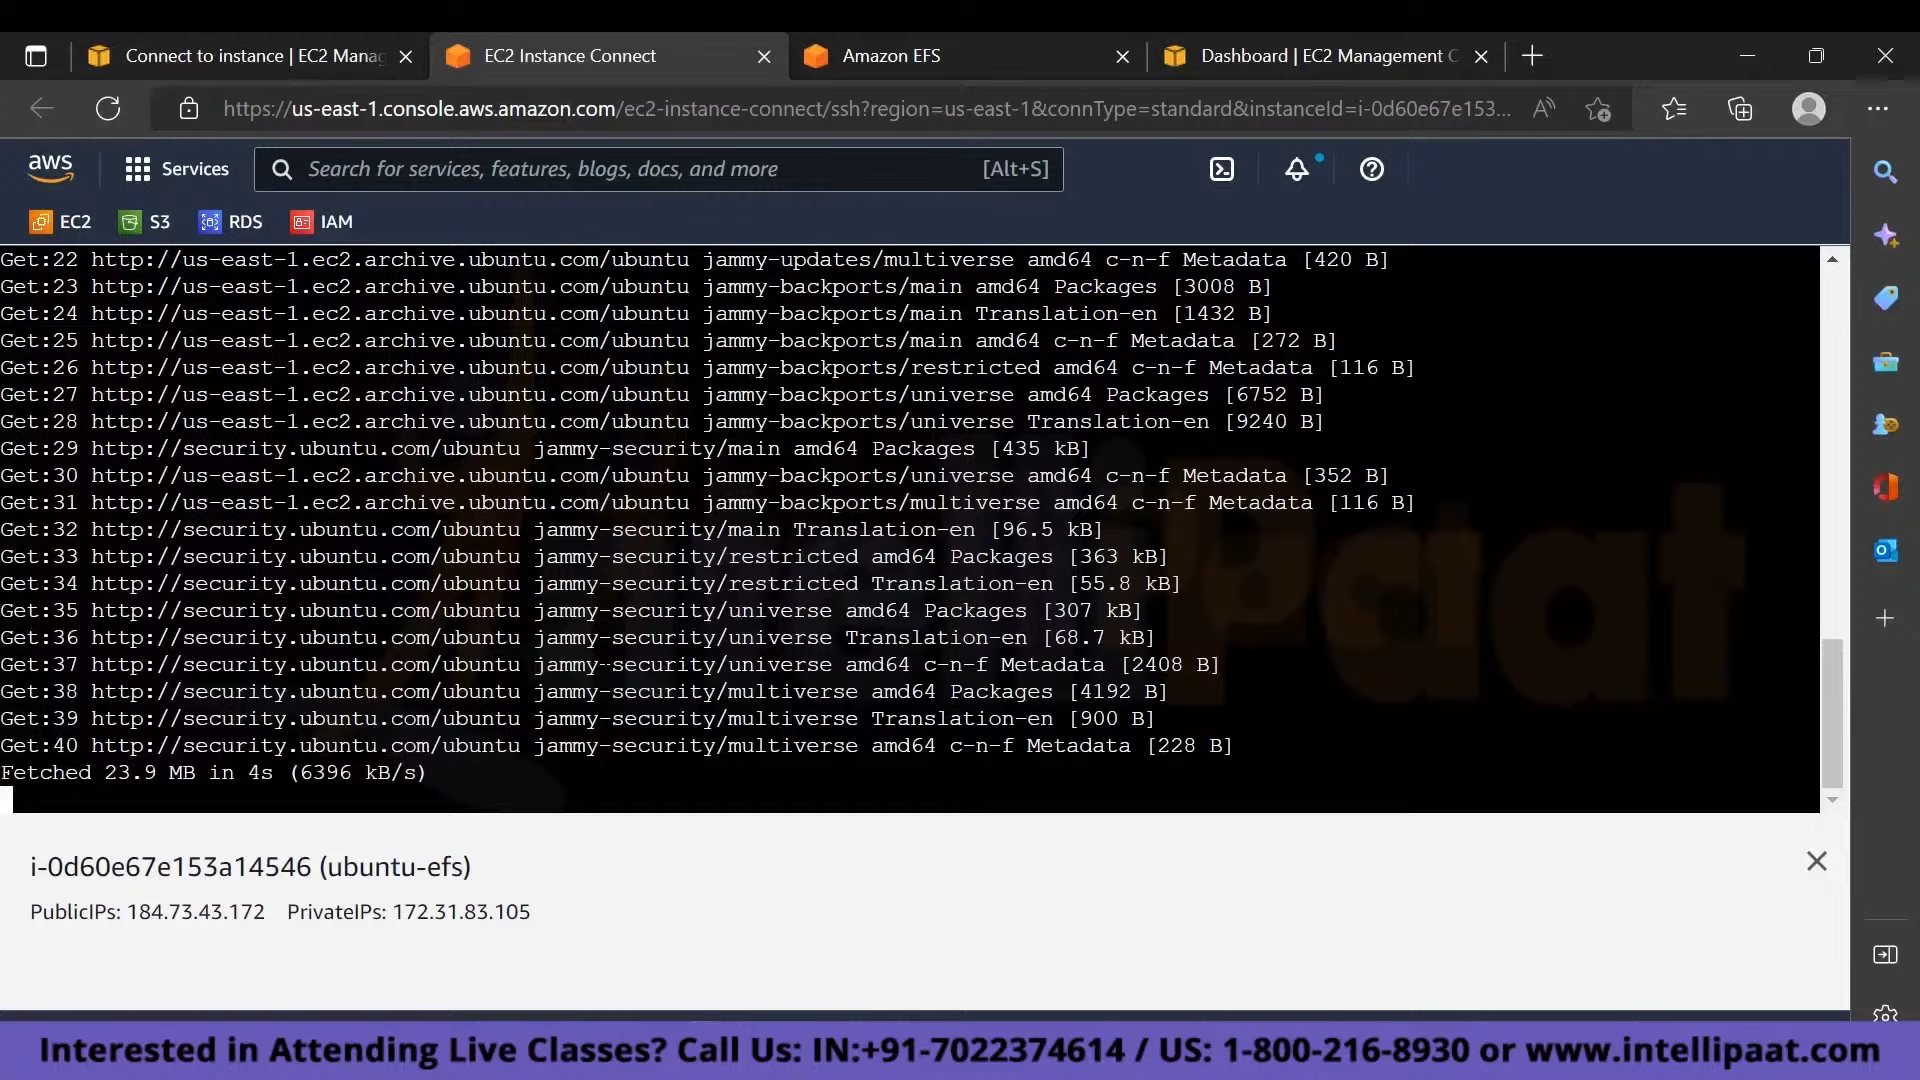 Connect to instance | EC2 Manag
EC2 Instance Connect
Amazon EFS
Dashboard | EC2 Management C
https://us-east-1.console.aws.amazon.com/ec2-instance-connect/ssh?region=us-east-1&connType=standard&instanceId=i-0d60e67e153...
aws
Services
Search for services, features, blogs, docs, and more
[Alt+S]
EC2
S3
RDS
IAM
Get:22 http://us-east-1.ec2.archive.ubuntu.com/ubuntu jammy-updates/multiverse amd64 c-n-f Metadata [420 B]
Get:23 http://us-east-1.ec2.archive.ubuntu.com/ubuntu jammy-backports/main amd64 Packages [3008 B]
Get:24 http://us-east-1.ec2.archive.ubuntu.com/ubuntu jammy-backports/main Translation-en [1432 B]
Get:25 http://us-east-1.ec2.archive.ubuntu.com/ubuntu jammy-backports/main amd64 c-n-f Metadata [272 B]
Get:26 http://us-east-1.ec2.archive.ubuntu.com/ubuntu jammy-backports/restricted amd64 c-n-f Metadata [116 B]
Get:27 http://us-east-1.ec2.archive.ubuntu.com/ubuntu jammy-backports/universe amd64 Packages [6752 B]
Get:28 http://us-east-1.ec2.archive.ubuntu.com/ubuntu jammy-backports/universe Translation-en [9240 B]
Get:29 http://security.ubuntu.com/ubuntu jammy-security/main amd64 Packages [435 kB]
Get:30 http://us-east-1.ec2.archive.ubuntu.com/ubuntu jammy-backports/universe amd64 c-n-f Metadata [352 B]
Get:31 http://us-east-1.ec2.archive.ubuntu.com/ubuntu jammy-backports/multiverse amd64 c-n-f Metadata [116 B]
Get:32 http://security.ubuntu.com/ubuntu jammy-security/main Translation-en [96.5 kB]
Get:33 http://security.ubuntu.com/ubuntu jammy-security/restricted amd64 Packages [363 kB]
Get:34 http://security.ubuntu.com/ubuntu jammy-security/restricted Translation-en [55.8 kB]
Get:35 http://security.ubuntu.com/ubuntu jammy-security/universe amd64 Packages [307 kB]
Get:36 http://security.ubuntu.com/ubuntu jammy-security/universe Translation-en [68.7 kB]
Get:37 http://security.ubuntu.com/ubuntu jammy-security/universe amd64 c-n-f Metadata [2408 B]
Get:38 http://security.ubuntu.com/ubuntu jammy-security/multiverse amd64 Packages [4192 B]
Get:39 http://security.ubuntu.com/ubuntu jammy-security/multiverse Translation-en [900 B]
Get:40 http://security.ubuntu.com/ubuntu jammy-security/multiverse amd64 c-n-f Metadata [228 B]
Fetched 23.9 MB in 4s (6396 kB/s)
i-0d60e67e153a14546 (ubuntu-efs)
PublicIPs: 184.73.43.172 PrivateIPs: 172.31.83.105
Interested in Attending Live Classes? Call Us: IN:+91-7022374614 / US: 1-800-216-8930 or www.intellipaat.com